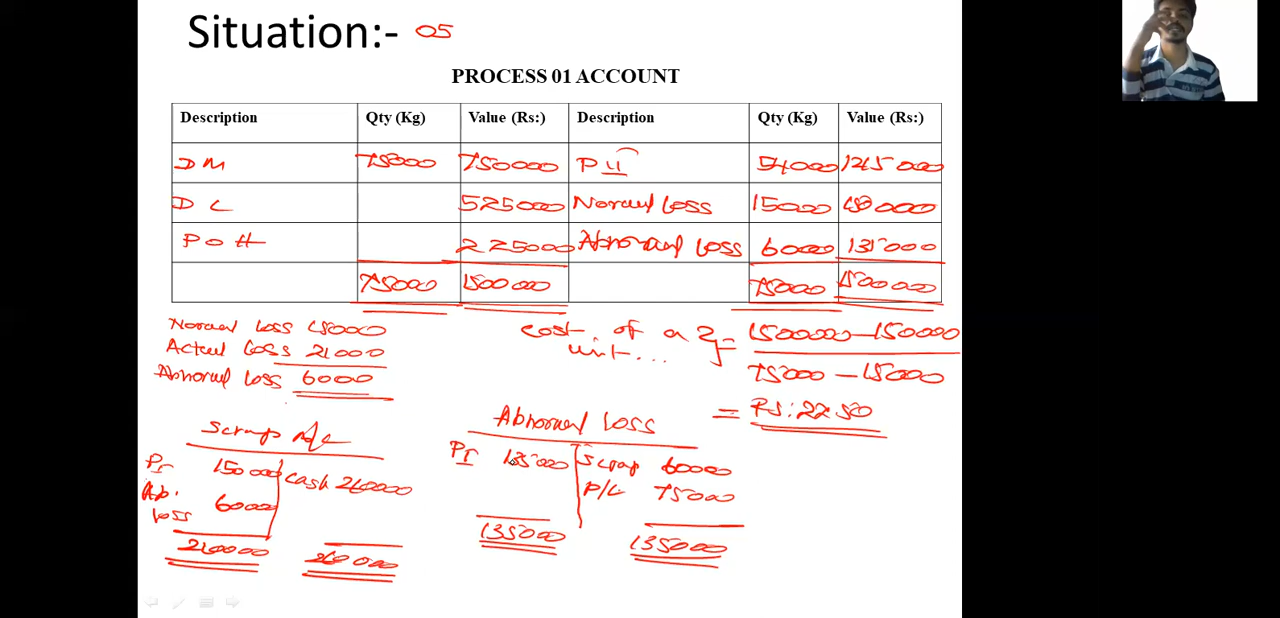 Situation:- 05
PROCESS 01 ACCOUNT
Description Qty (Kg) Value (Rs:) Description Qty (Kg) Value (Rs:)
DM 75000 750000 P II 54000 1215000
DL 525000 Normal loss 15000 150000
POH 225000 Abnormal loss 6000 135000
75000 1500000 75000 1500000
Normal loss 15000
Actual loss 21000
Abnormal loss 6000
cost of a unit... = 1500000-150000
75000-15000
= Rs: 22.50
Scrap A/c
PI 150000 cash 210000
Ab. loss 60000
210000 210000
Abnormal loss
PI 135000 Scrap 60000
P/L 75000
135000 135000